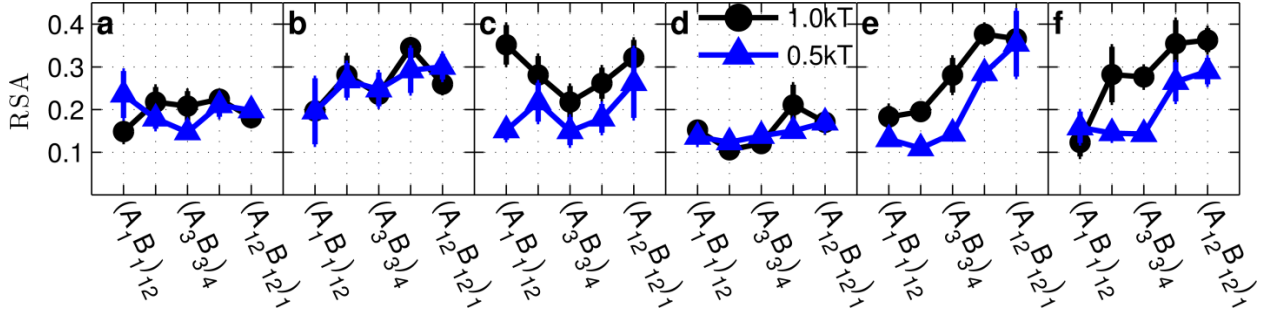 a b c d e f
1.0kT
0.5kT
RSA
0.4
0.3
0.2
0.1
(A₁B₁)₁₂ (A₃B₃)₄ (A₁₂B₁₂)₁
(A₁B₁)₁₂ (A₃B₃)₄ (A₁₂B₁₂)₁
(A₁B₁)₁₂ (A₃B₃)₄ (A₁₂B₁₂)₁
(A₁B₁)₁₂ (A₃B₃)₄ (A₁₂B₁₂)₁
(A₁B₁)₁₂ (A₃B₃)₄ (A₁₂B₁₂)₁
(A₁B₁)₁₂ (A₃B₃)₄ (A₁₂B₁₂)₁